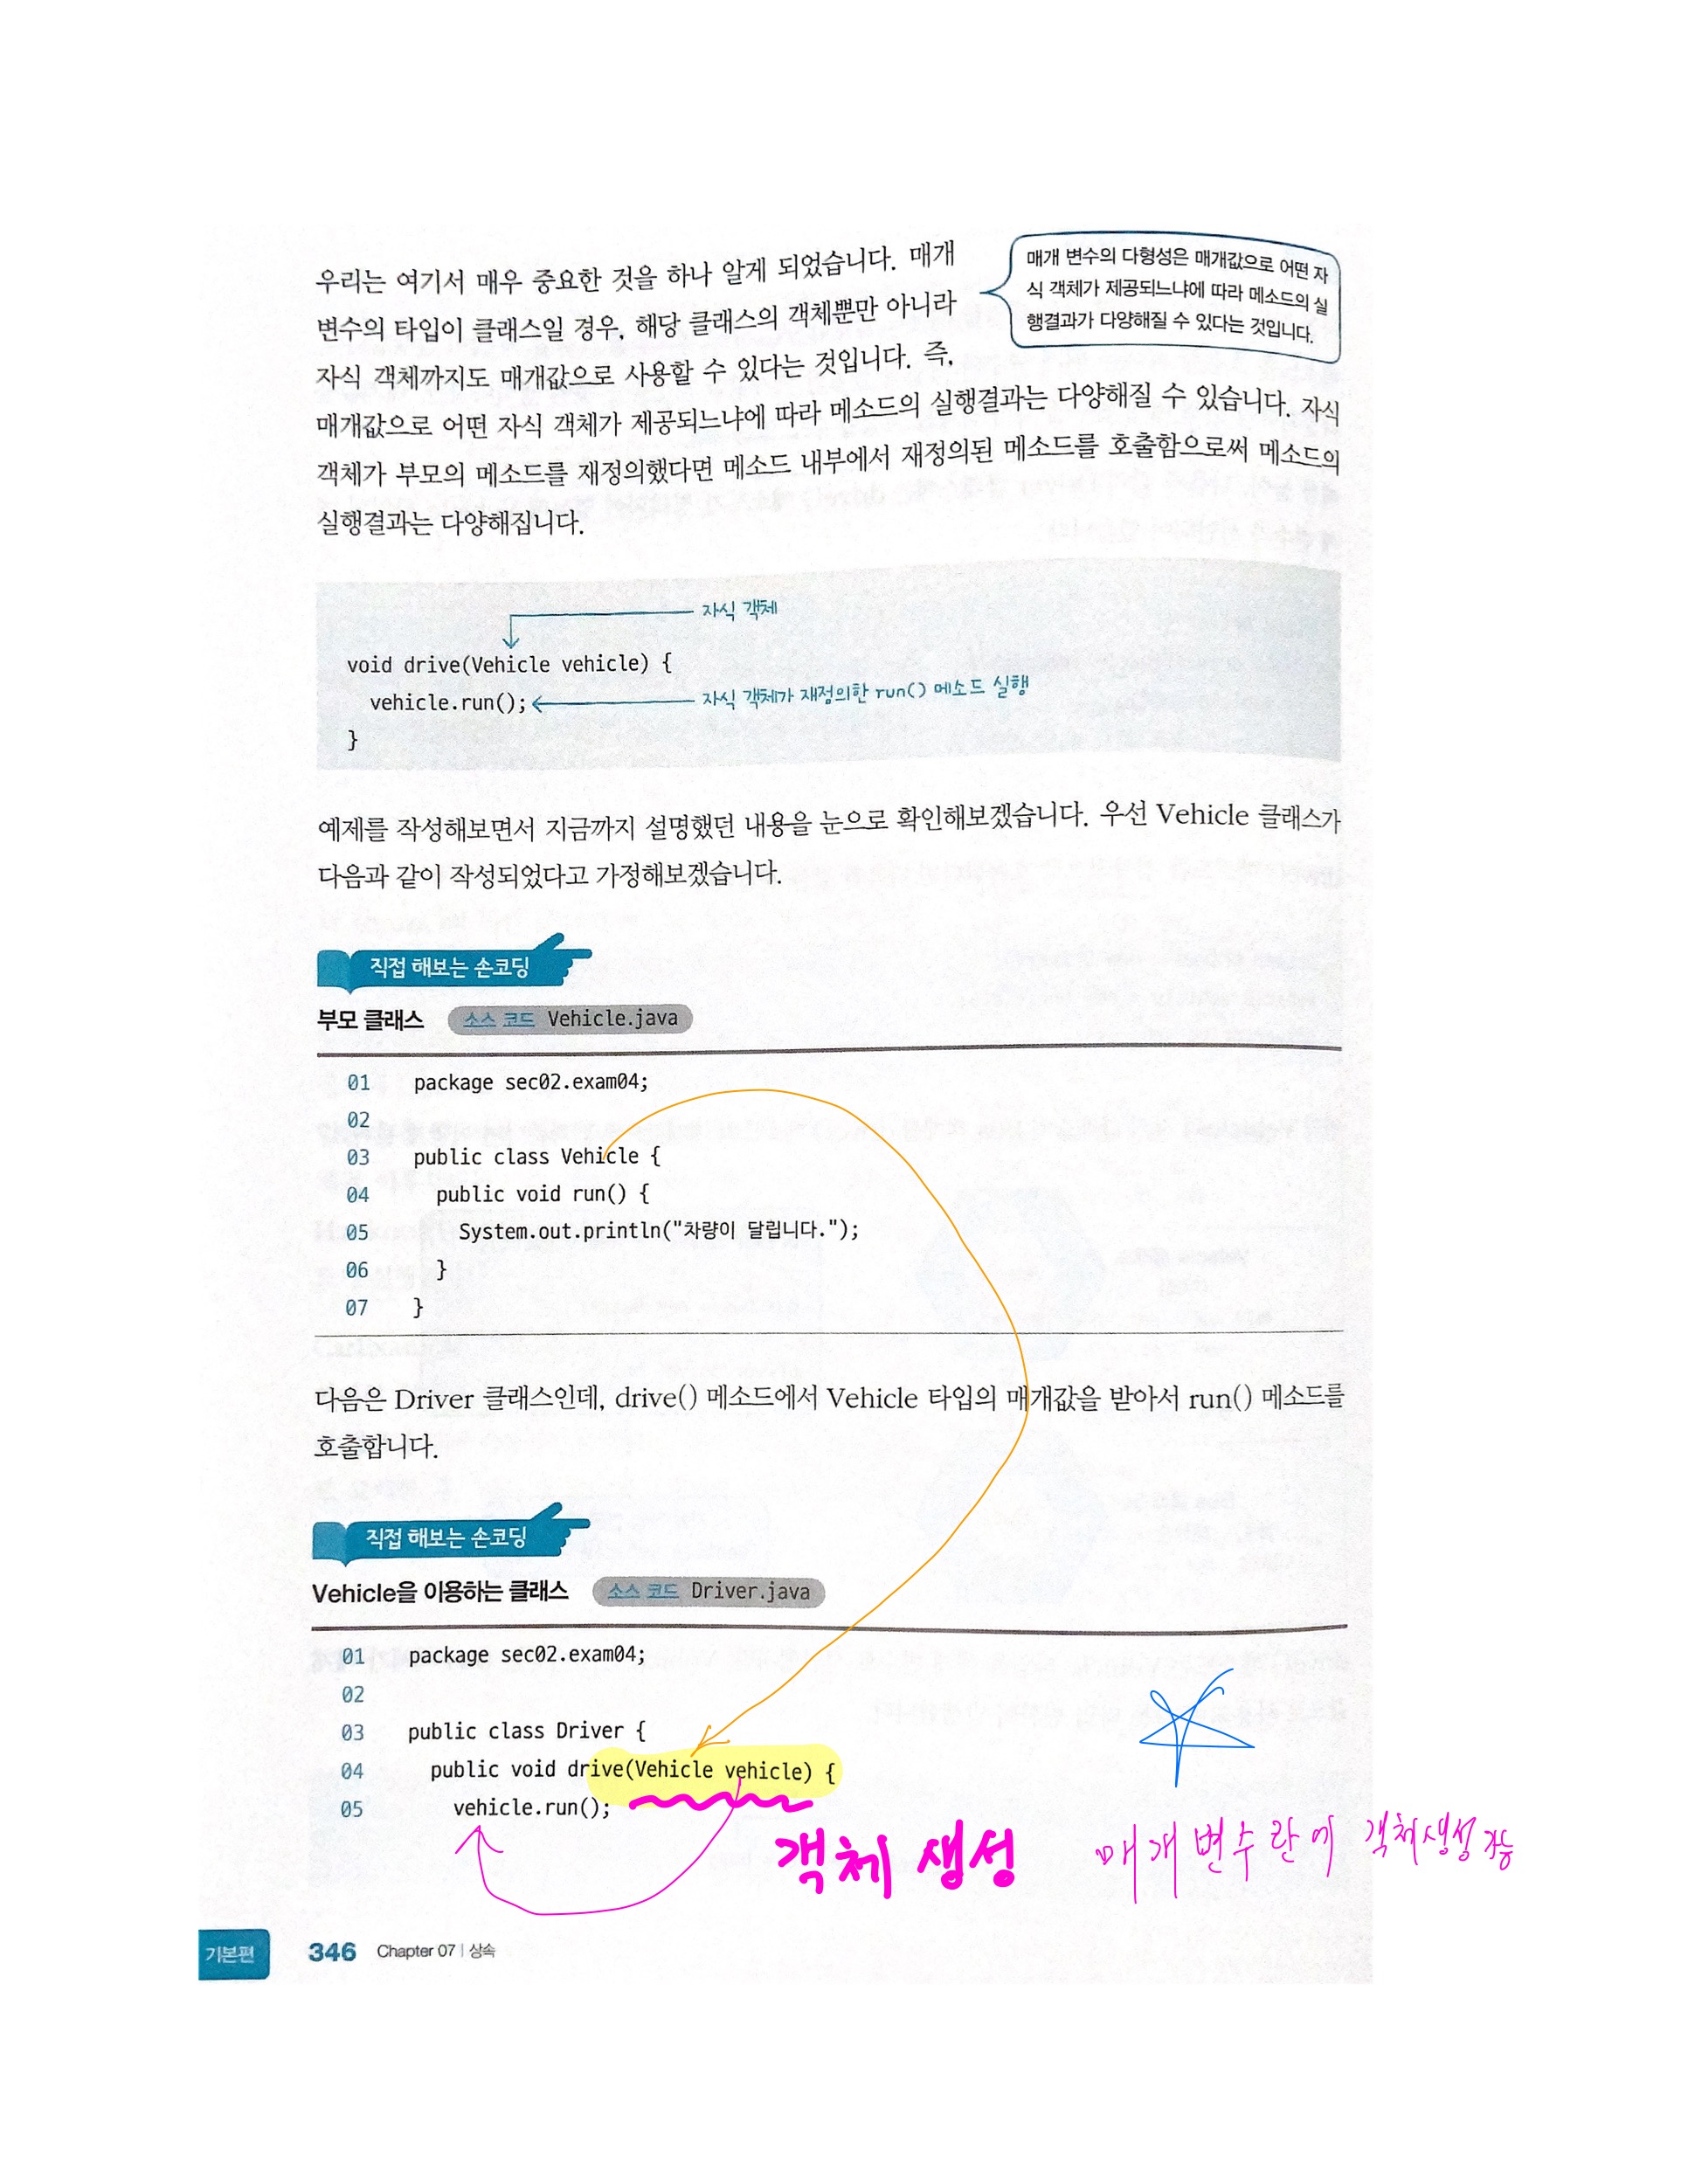 우리는 여기서 매우 중요한 것을 하나 알게 되었습니다. 매개
변수의 타입이 클래스일 경우, 해당 클래스의 객체뿐만 아니라
자식 객체까지도 매개값으로 사용할 수 있다는 것입니다. 즉,
매개값으로 어떤 자식 객체가 제공되느냐에 따라 메소드의 실행결과는 다양해질 수 있습니다. 자식
객체가 부모의 메소드를 재정의했다면 메소드 내부에서 재정의된 메소드를 호출함으로써 메소드의
실행결과는 다양해집니다.
매개 변수의 다형성은 매개값으로 어떤 자
식 객체가 제공되느냐에 따라 메소드의 실
행결과가 다양해질 수 있다는 것입니다.
자식 객체
void drive(Vehicle vehicle) {
vehicle.run(); 자식 객체가 재정의한 run() 메소드 실행
}
예제를 작성해보면서 지금까지 설명했던 내용을 눈으로 확인해보겠습니다. 우선 Vehicle 클래스가
다음과 같이 작성되었다고 가정해보겠습니다.
직접 해보는 손코딩
부모 클래스 소스 코드 Vehicle.java
01 package sec02.exam04;
02
03 public class Vehicle {
04 public void run() {
05 System.out.println("차량이 달립니다.");
06 }
07 }
다음은 Driver 클래스인데, drive() 메소드에서 Vehicle 타입의 매개값을 받아서 run() 메소드를
호출합니다.
직접 해보는 손코딩
Vehicle을 이용하는 클래스 소스 코드 Driver.java
01 package sec02.exam04;
02
03 public class Driver {
04 public void drive(Vehicle vehicle) {
05 vehicle.run();
객체 생성
매개변수란에 객체생성 가능
기본편 346 Chapter 07 | 상속